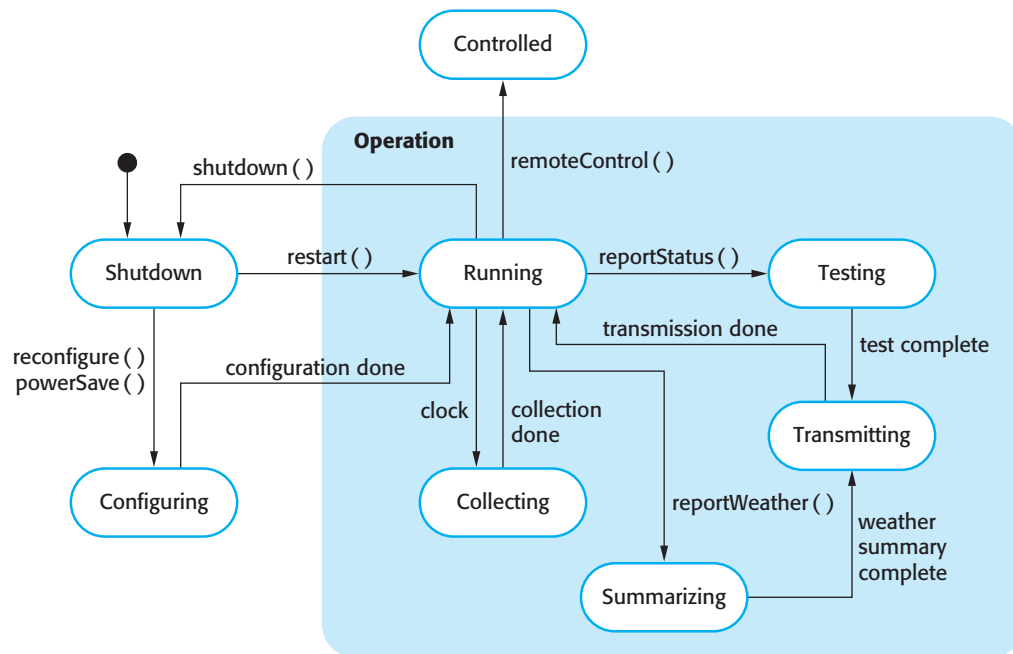 Controlled
Operation
shutdown ( )
remoteControl ( )
Shutdown
restart ( )
Running
reportStatus ( )
Testing
transmission done
reconfigure ( )
powerSave ( )
configuration done
test complete
clock
collection
done
Transmitting
Configuring
Collecting
reportWeather ( )
weather
summary
complete
Summarizing